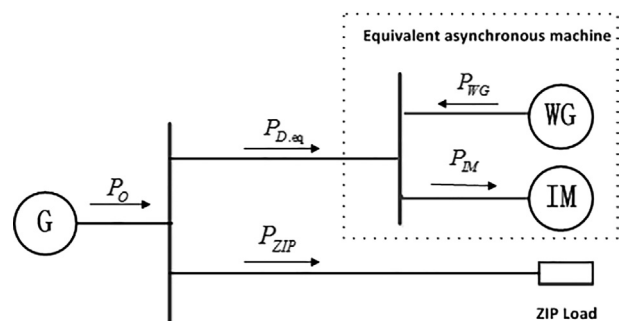 Equivalent asynchronous machine
P_WG
WG
P_D.eq
P_IM
P_O
IM
G
P_ZIP
ZIP Load